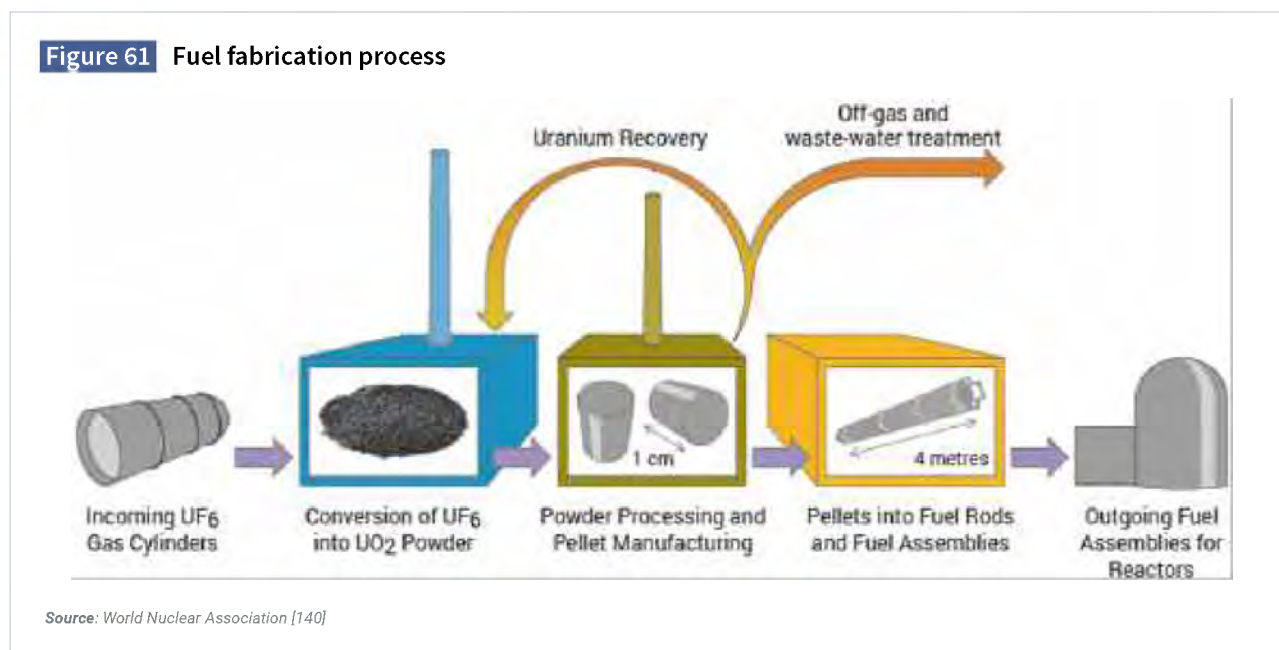 Figure 61 Fuel fabrication process
Uranium Recovery
Off-gas and
waste-water treatment
1 cm
4 metres
Incoming UF6
Gas Cylinders
Conversion of UF6
into UO2 Powder
Powder Processing and
Pellet Manufacturing
Pellets into Fuel Rods
and Fuel Assemblies
Outgoing Fuel
Assemblies for
Reactors
Source: World Nuclear Association [140]